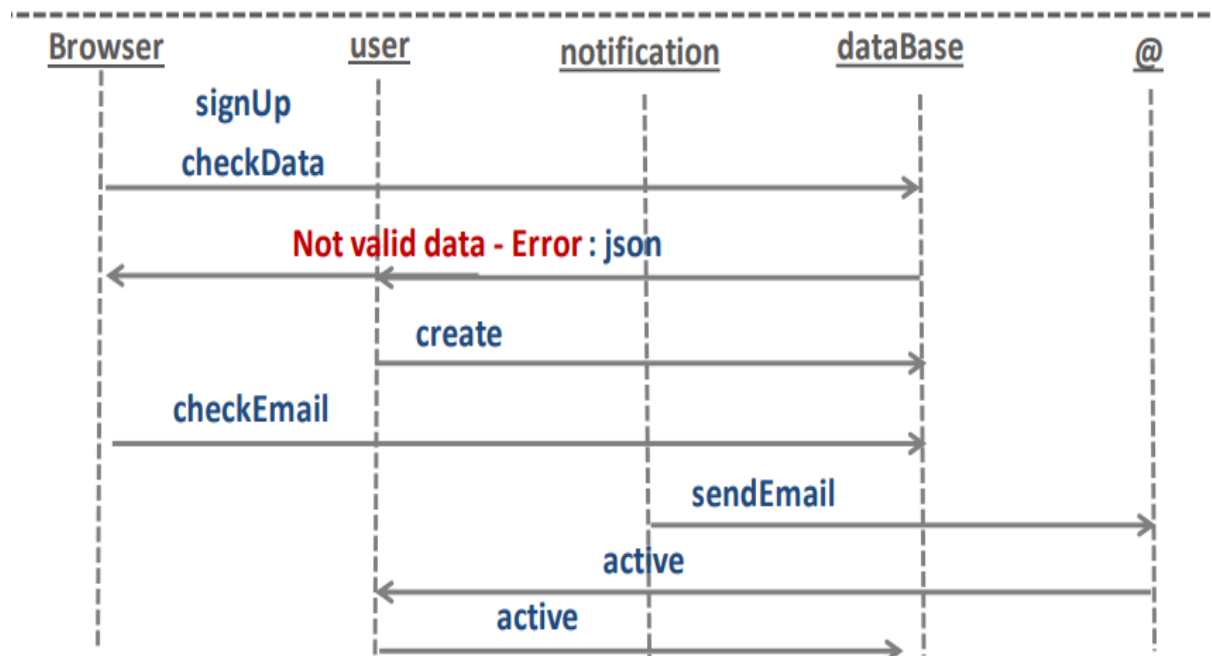 Browser user notification dataBase @
signUp
checkData
Not valid data - Error : json
create
checkEmail
sendEmail
active
active